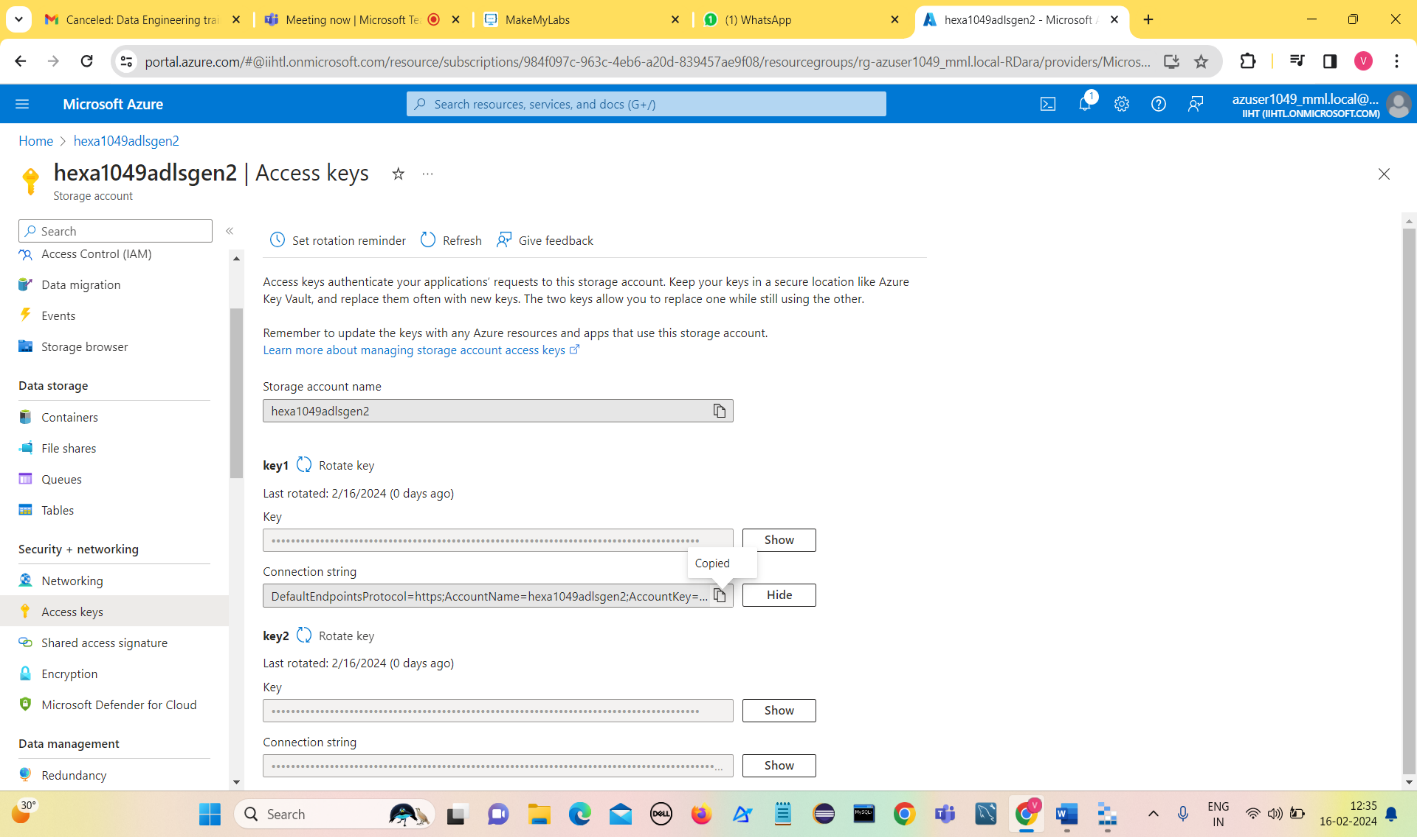 Canceled: Data Engineering trai
Meeting now | Microsoft Te
MakeMyLabs
(1) WhatsApp
hexa1049adlsgen2 - Microsoft A
portal.azure.com/#@iihtl.onmicrosoft.com/resource/subscriptions/984f097c-963c-4eb6-a20d-839457ae9f08/resourcegroups/rg-azuser1049_mml.local-RDara/providers/Micros...
V
Microsoft Azure
Search resources, services, and docs (G+/)
1
azuser1049_mml.local@...
IIHT (IIHTL.ONMICROSOFT.COM)
Home > hexa1049adlsgen2
hexa1049adlsgen2 | Access keys
Storage account
Search
Access Control (IAM)
Data migration
Events
Storage browser
Data storage
Containers
File shares
Queues
Tables
Security + networking
Networking
Access keys
Shared access signature
Encryption
Microsoft Defender for Cloud
Data management
Redundancy
Set rotation reminder
Refresh
Give feedback
Access keys authenticate your applications' requests to this storage account. Keep your keys in a secure location like Azure
Key Vault, and replace them often with new keys. The two keys allow you to replace one while still using the other.
Remember to update the keys with any Azure resources and apps that use this storage account.
Learn more about managing storage account access keys
Storage account name
hexa1049adlsgen2
key1
Rotate key
Last rotated: 2/16/2024 (0 days ago)
Key
Show
Copied
Connection string
DefaultEndpointsProtocol=https;AccountName=hexa1049adlsgen2;AccountKey=...
Hide
key2
Rotate key
Last rotated: 2/16/2024 (0 days ago)
Key
Show
Connection string
Show
30°
Search
DELL
MySQL
V
W
ENG
IN
12:35
16-02-2024